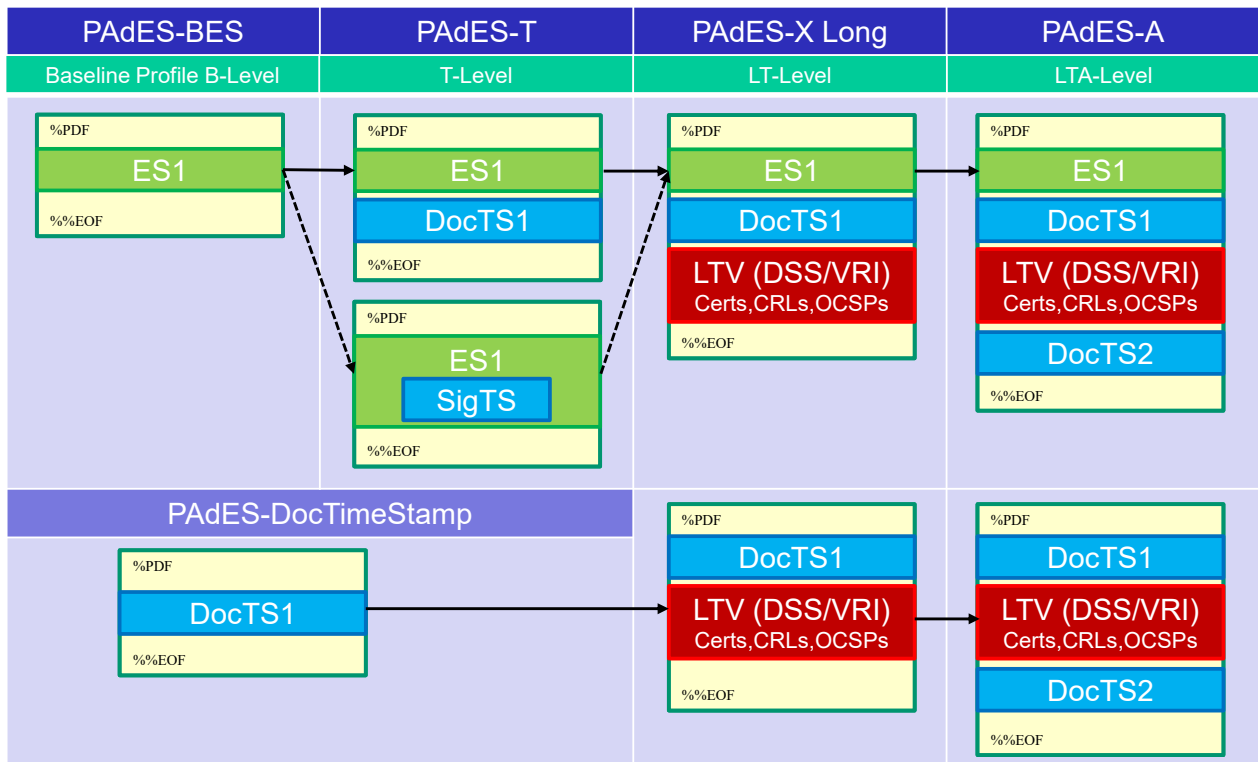 PAdES-BES
PAdES-T
PAdES-X Long
PAdES-A
Baseline Profile B-Level
T-Level
LT-Level
LTA-Level
%PDF
ES1
%%EOF
%PDF
ES1
DocTS1
%%EOF
%PDF
ES1
SigTS
%%EOF
%PDF
ES1
DocTS1
LTV (DSS/VRI)
Certs,CRLs,OCSPs
%%EOF
%PDF
ES1
DocTS1
LTV (DSS/VRI)
Certs,CRLs,OCSPs
DocTS2
%%EOF
PAdES-DocTimeStamp
%PDF
DocTS1
%%EOF
%PDF
DocTS1
LTV (DSS/VRI)
Certs,CRLs,OCSPs
%%EOF
%PDF
DocTS1
LTV (DSS/VRI)
Certs,CRLs,OCSPs
DocTS2
%%EOF